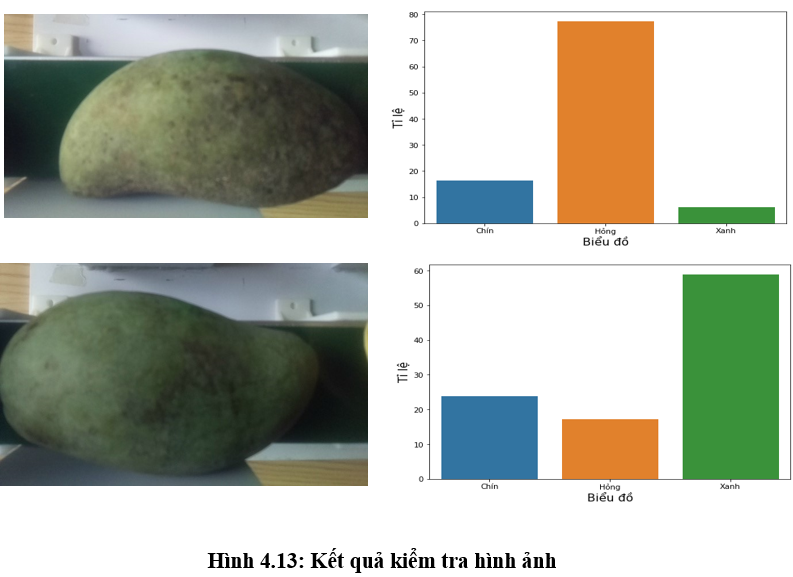 80
70
60
50
40
30
20
10
0
Tỉ lệ
Chín Hỏng Xanh
Biểu đồ
60
50
40
30
20
10
0
Tỉ lệ
Chín Hỏng Xanh
Biểu đồ
Hình 4.13: Kết quả kiểm tra hình ảnh